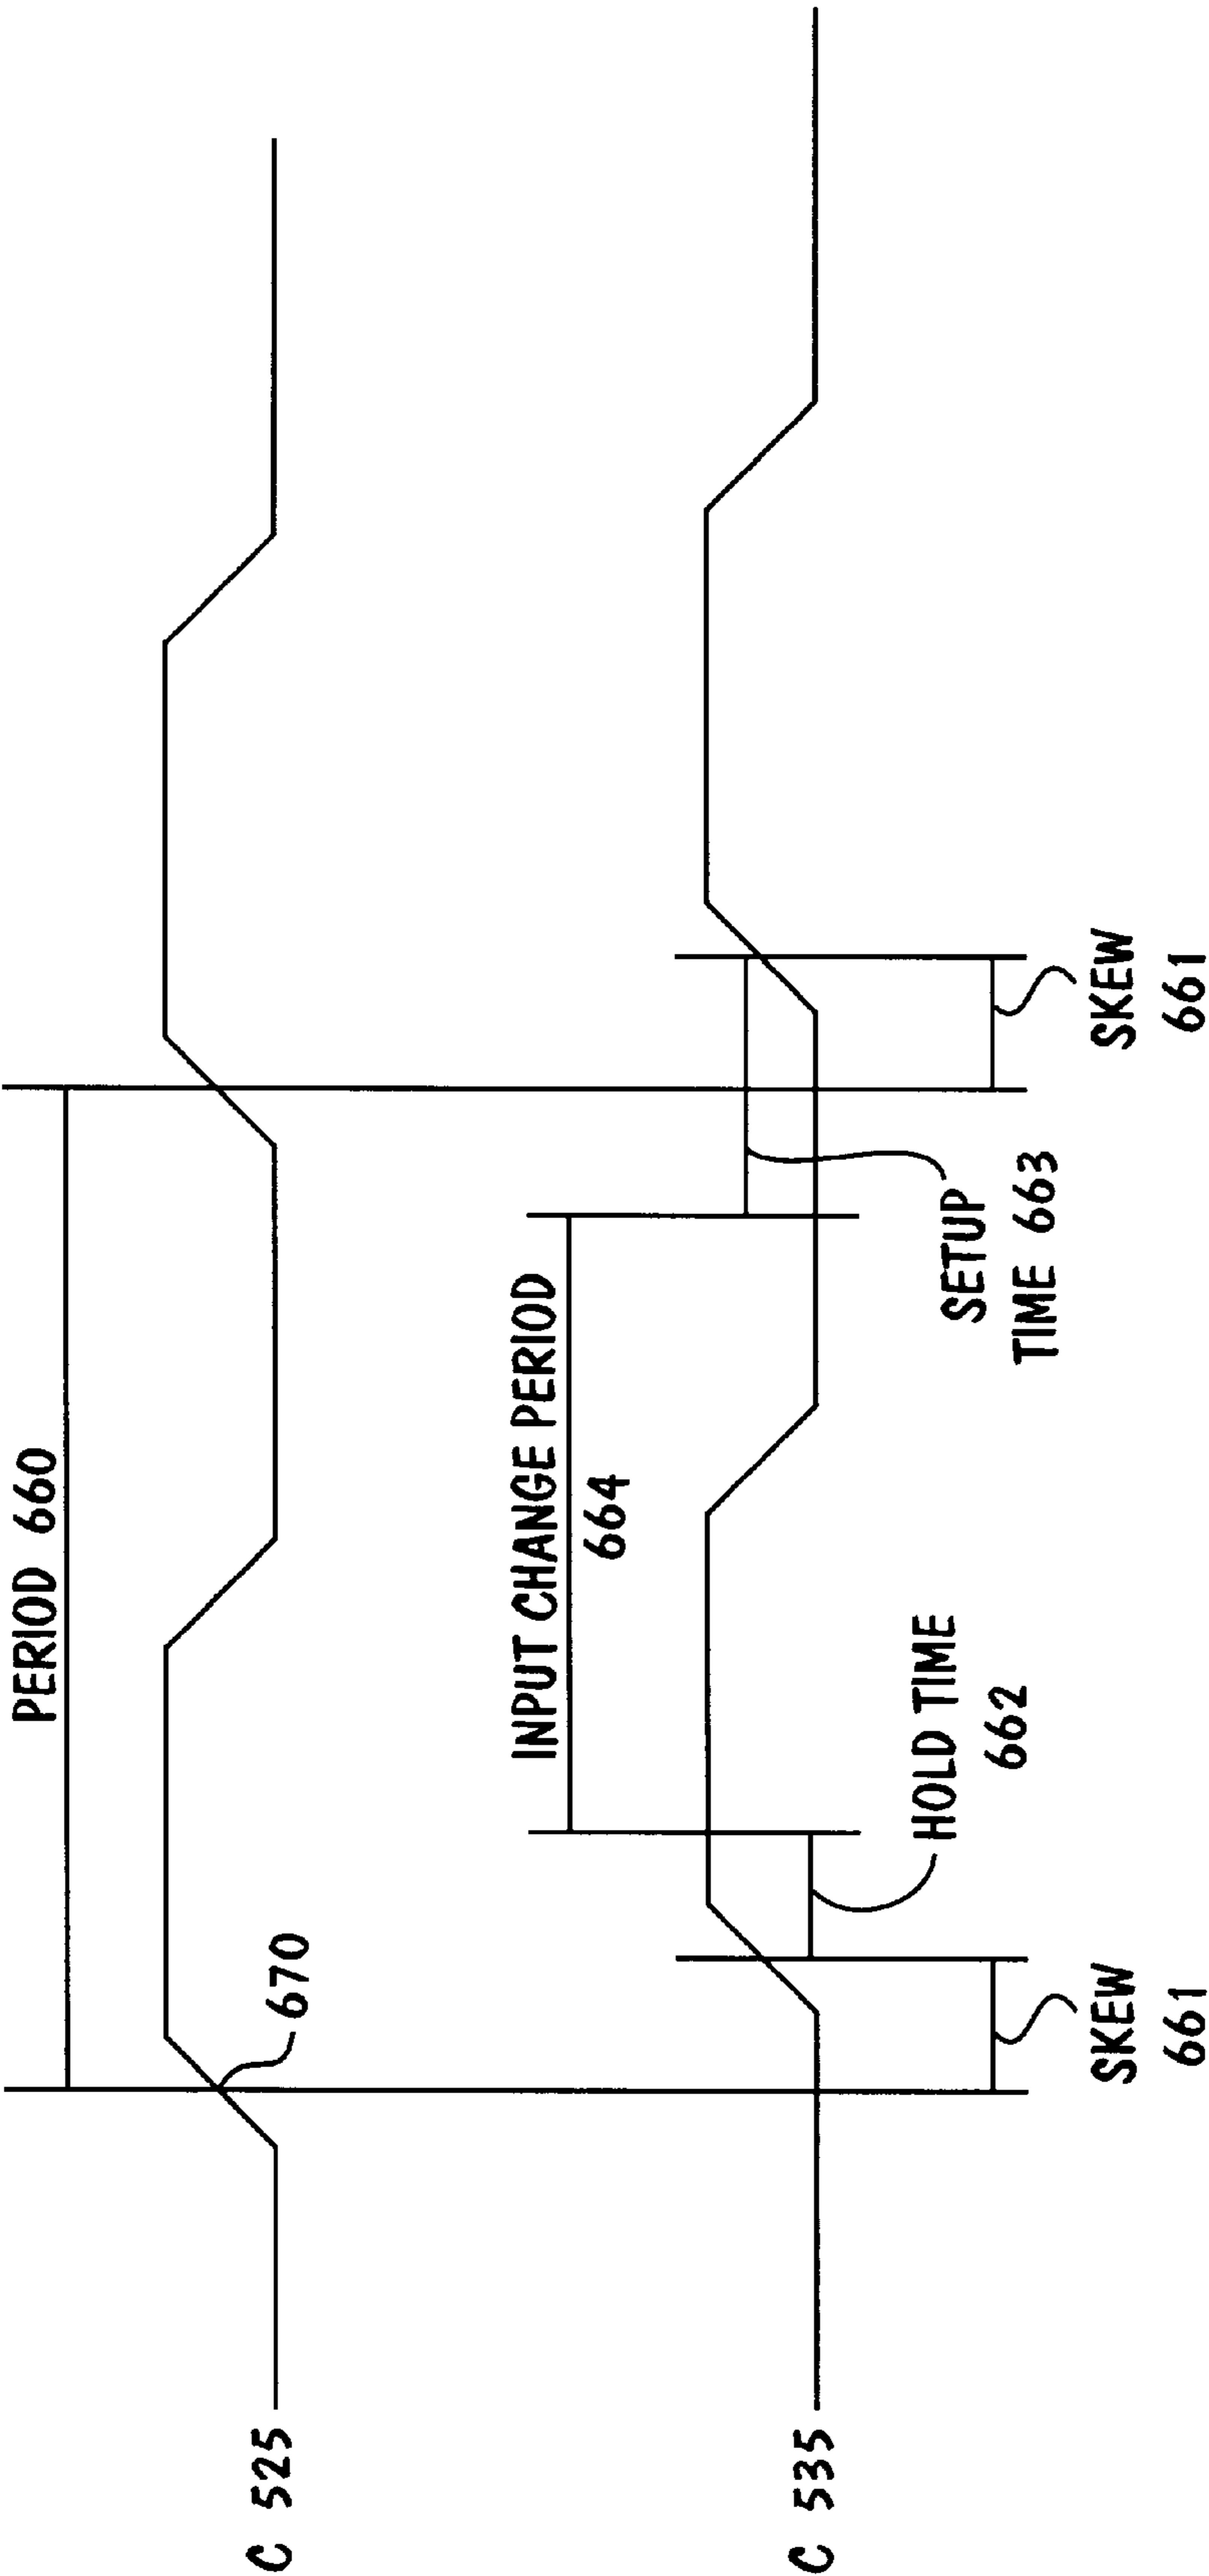 PERIOD 660
C 525
670
INPUT CHANGE PERIOD
664
C 535
HOLD TIME
662
SETUP
TIME 663
SKEW
661
SKEW
661